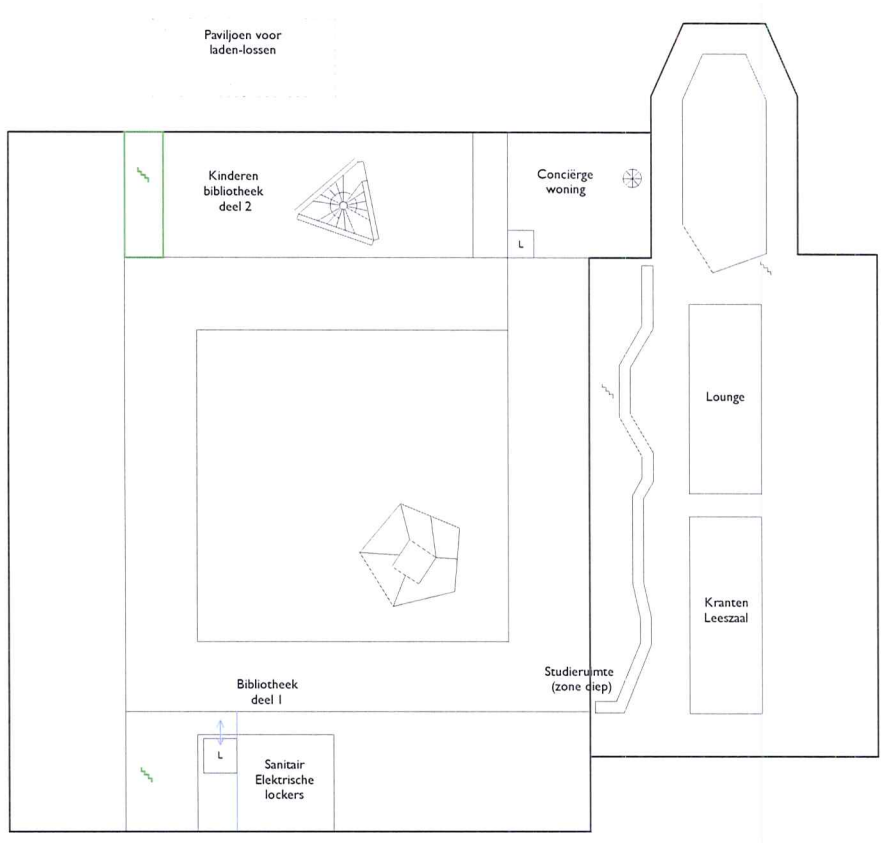 Paviljoen voor
laden-lossen
Kinderen
bibliotheek
deel 2
Conciërge
woning
L
Lounge
Kranten
Leeszaal
Studieruimte
(zone diep)
Bibliotheek
deel 1
L
Sanitair
Elektrische
lockers